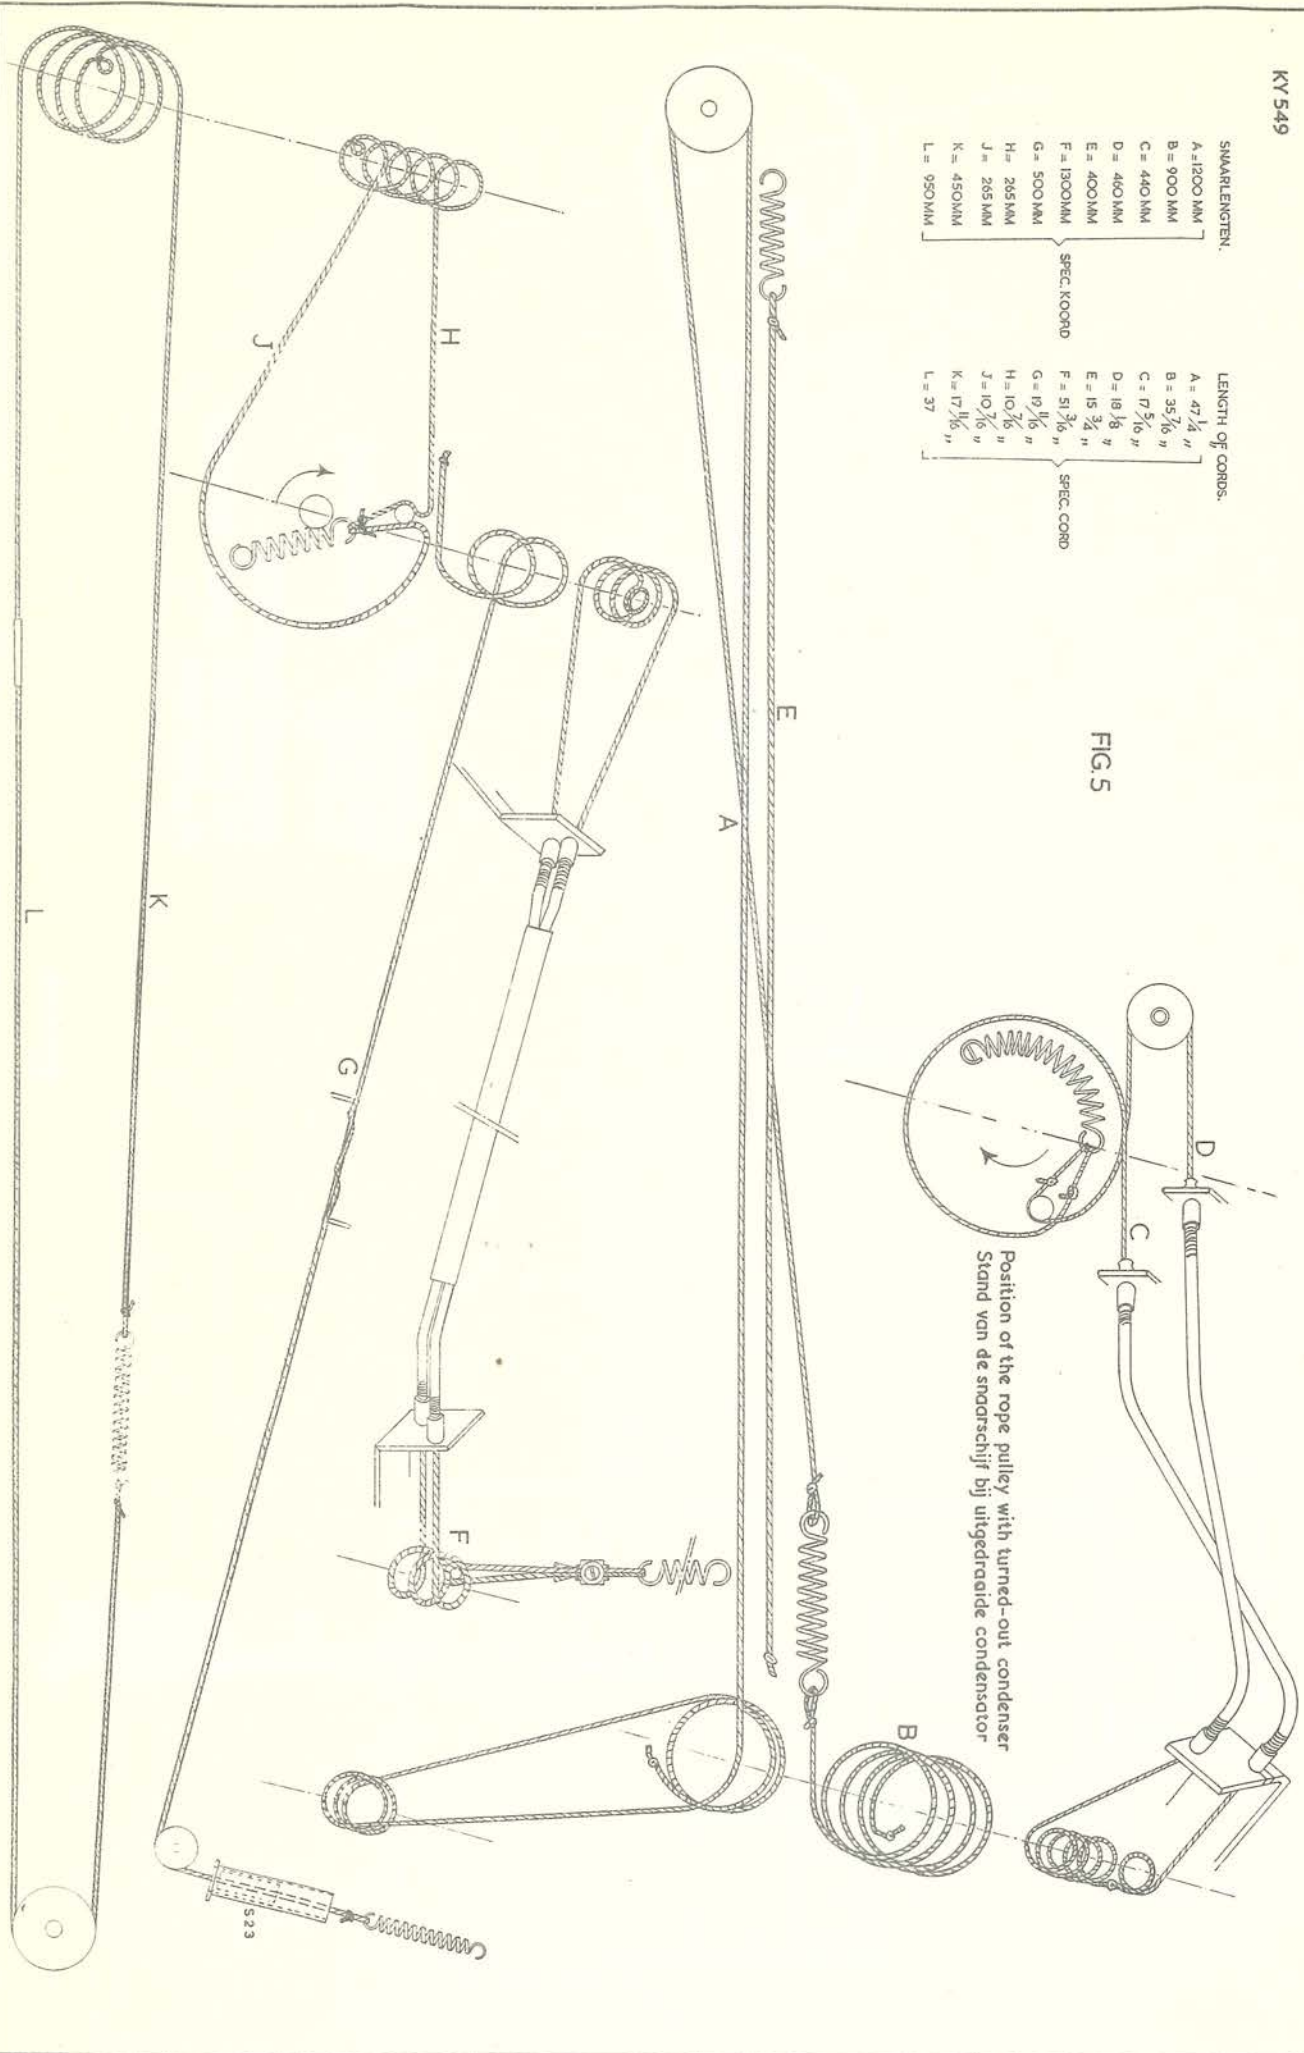 KY 549
SNAARLENGTEN.
A = 1200 MM
B = 900 MM
C = 440 MM
D = 460 MM
E = 400 MM
F = 1300 MM
G = 500 MM
H = 265 MM
J = 265 MM
K = 450 MM
L = 950 MM
SPEC. KOORD
LENGTH OF CORDS.
A = 47 1/4 "
B = 35 7/16 "
C = 17 5/16 "
D = 18 1/8 "
E = 15 3/4 "
F = 51 3/16 "
G = 19 11/16 "
H = 10 7/16 "
J = 10 7/16 "
K = 17 11/16 "
L = 37
SPEC. CORD
FIG. 5
D
C
Position of the rope pulley with turned-out condenser
Stand van de snaarschijf bij uitgedraaide condensator
E
A
B
H
J
G
F
K
L
S 23